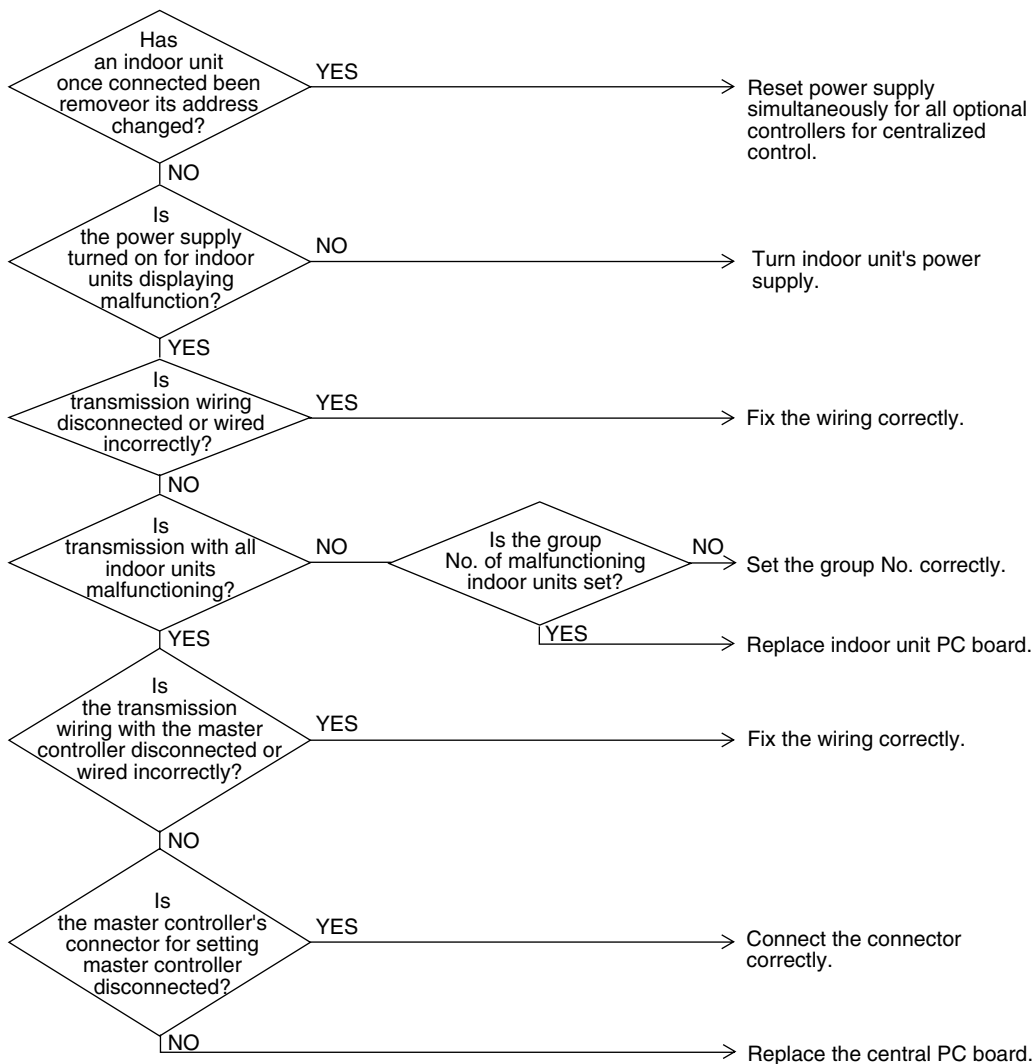 Has
an indoor unit
once connected been
removeor its address
changed?
YES
Reset power supply
simultaneously for all optional
controllers for centralized
control.
NO
Is
the power supply
turned on for indoor
units displaying
malfunction?
NO
Turn indoor unit's power
supply.
YES
Is
transmission wiring
disconnected or wired
incorrectly?
YES
Fix the wiring correctly.
NO
Is
transmission with all
indoor units
malfunctioning?
NO
Is the group
No. of malfunctioning
indoor units set?
NO
Set the group No. correctly.
YES
Replace indoor unit PC board.
YES
Is
the transmission
wiring with the master
controller disconnected or
wired incorrectly?
YES
Fix the wiring correctly.
NO
Is
the master controller's
connector for setting
master controller
disconnected?
YES
Connect the connector
correctly.
NO
Replace the central PC board.